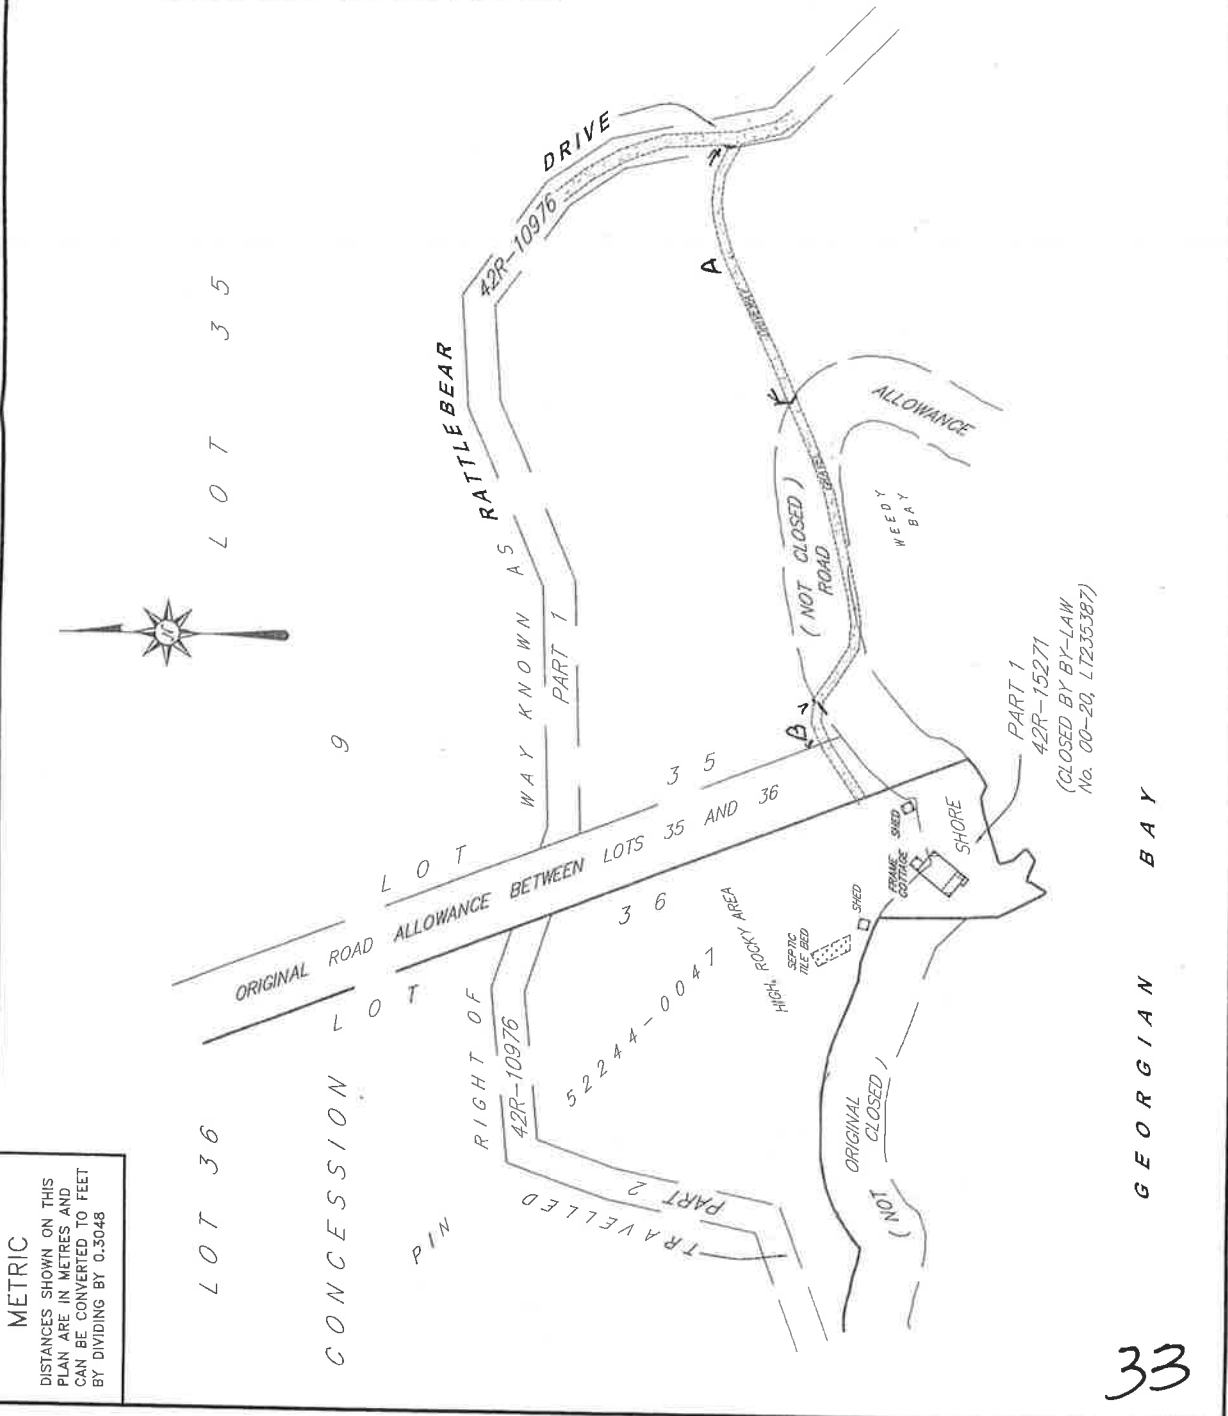 METRIC
DISTANCES SHOWN ON THIS
PLAN ARE IN METRES AND
CAN BE CONVERTED TO FEET
BY DIVIDING BY 0.3048
LOT 36
LOT 35
CONCESSION 9
N
PIN 52244-0047
ORIGINAL ROAD ALLOWANCE BETWEEN LOTS 35 AND 36
LOT 35
LOT 36
TRAVELLED RIGHT OF WAY KNOWN AS RATTLEBEAR DRIVE
42R-10976
PART 2
PART 1
42R-10976
A
B
(NOT CLOSED)
ROAD
ALLOWANCE
WEEDY
BAY
HIGH, ROCKY AREA
SEPTIC
TILE BED
SHED
FRAME
COTTAGE
SHED
SHORE
PART 1
42R-15271
(CLOSED BY BY-LAW
No. 00-20, LT235387)
ORIGINAL
(NOT CLOSED)
GEORGIAN BAY
33